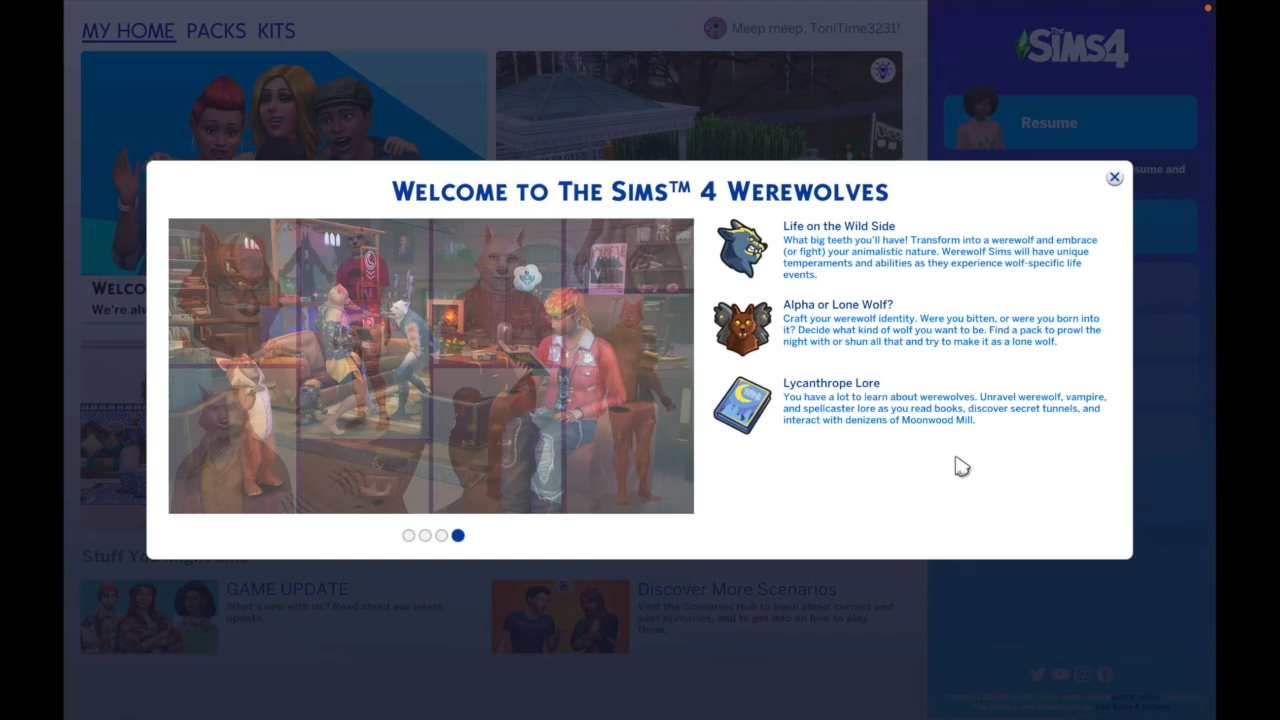 MY HOME PACKS KITS
Meep meep, ToniTime3231!
THE SIMS 4
Resume
WELCOME TO THE SIMS™ 4 WEREWOLVES
Life on the Wild Side
What big teeth you'll have! Transform into a werewolf and embrace
(or fight) your animalistic nature. Werewolf Sims will have unique
temperaments and abilities as they experience wolf-specific life
events.
Alpha or Lone Wolf?
Craft your werewolf identity. Were you bitten, or were you born into
it? Decide what kind of wolf you want to be. Find a pack to prowl the
night with or shun all that and try to make it as a lone wolf.
Lycanthrope Lore
You have a lot to learn about werewolves. Unravel werewolf, vampire,
and spellcaster lore as you read books, discover secret tunnels, and
interact with denizens of Moonwood Mill.
We're
Stuff
GAME UPDATE
What's new with us? Read about our latest
update.
Discover More Scenarios
Visit the Scenarios Hub to learn about current and
past scenarios, and to get info on how to play
them.